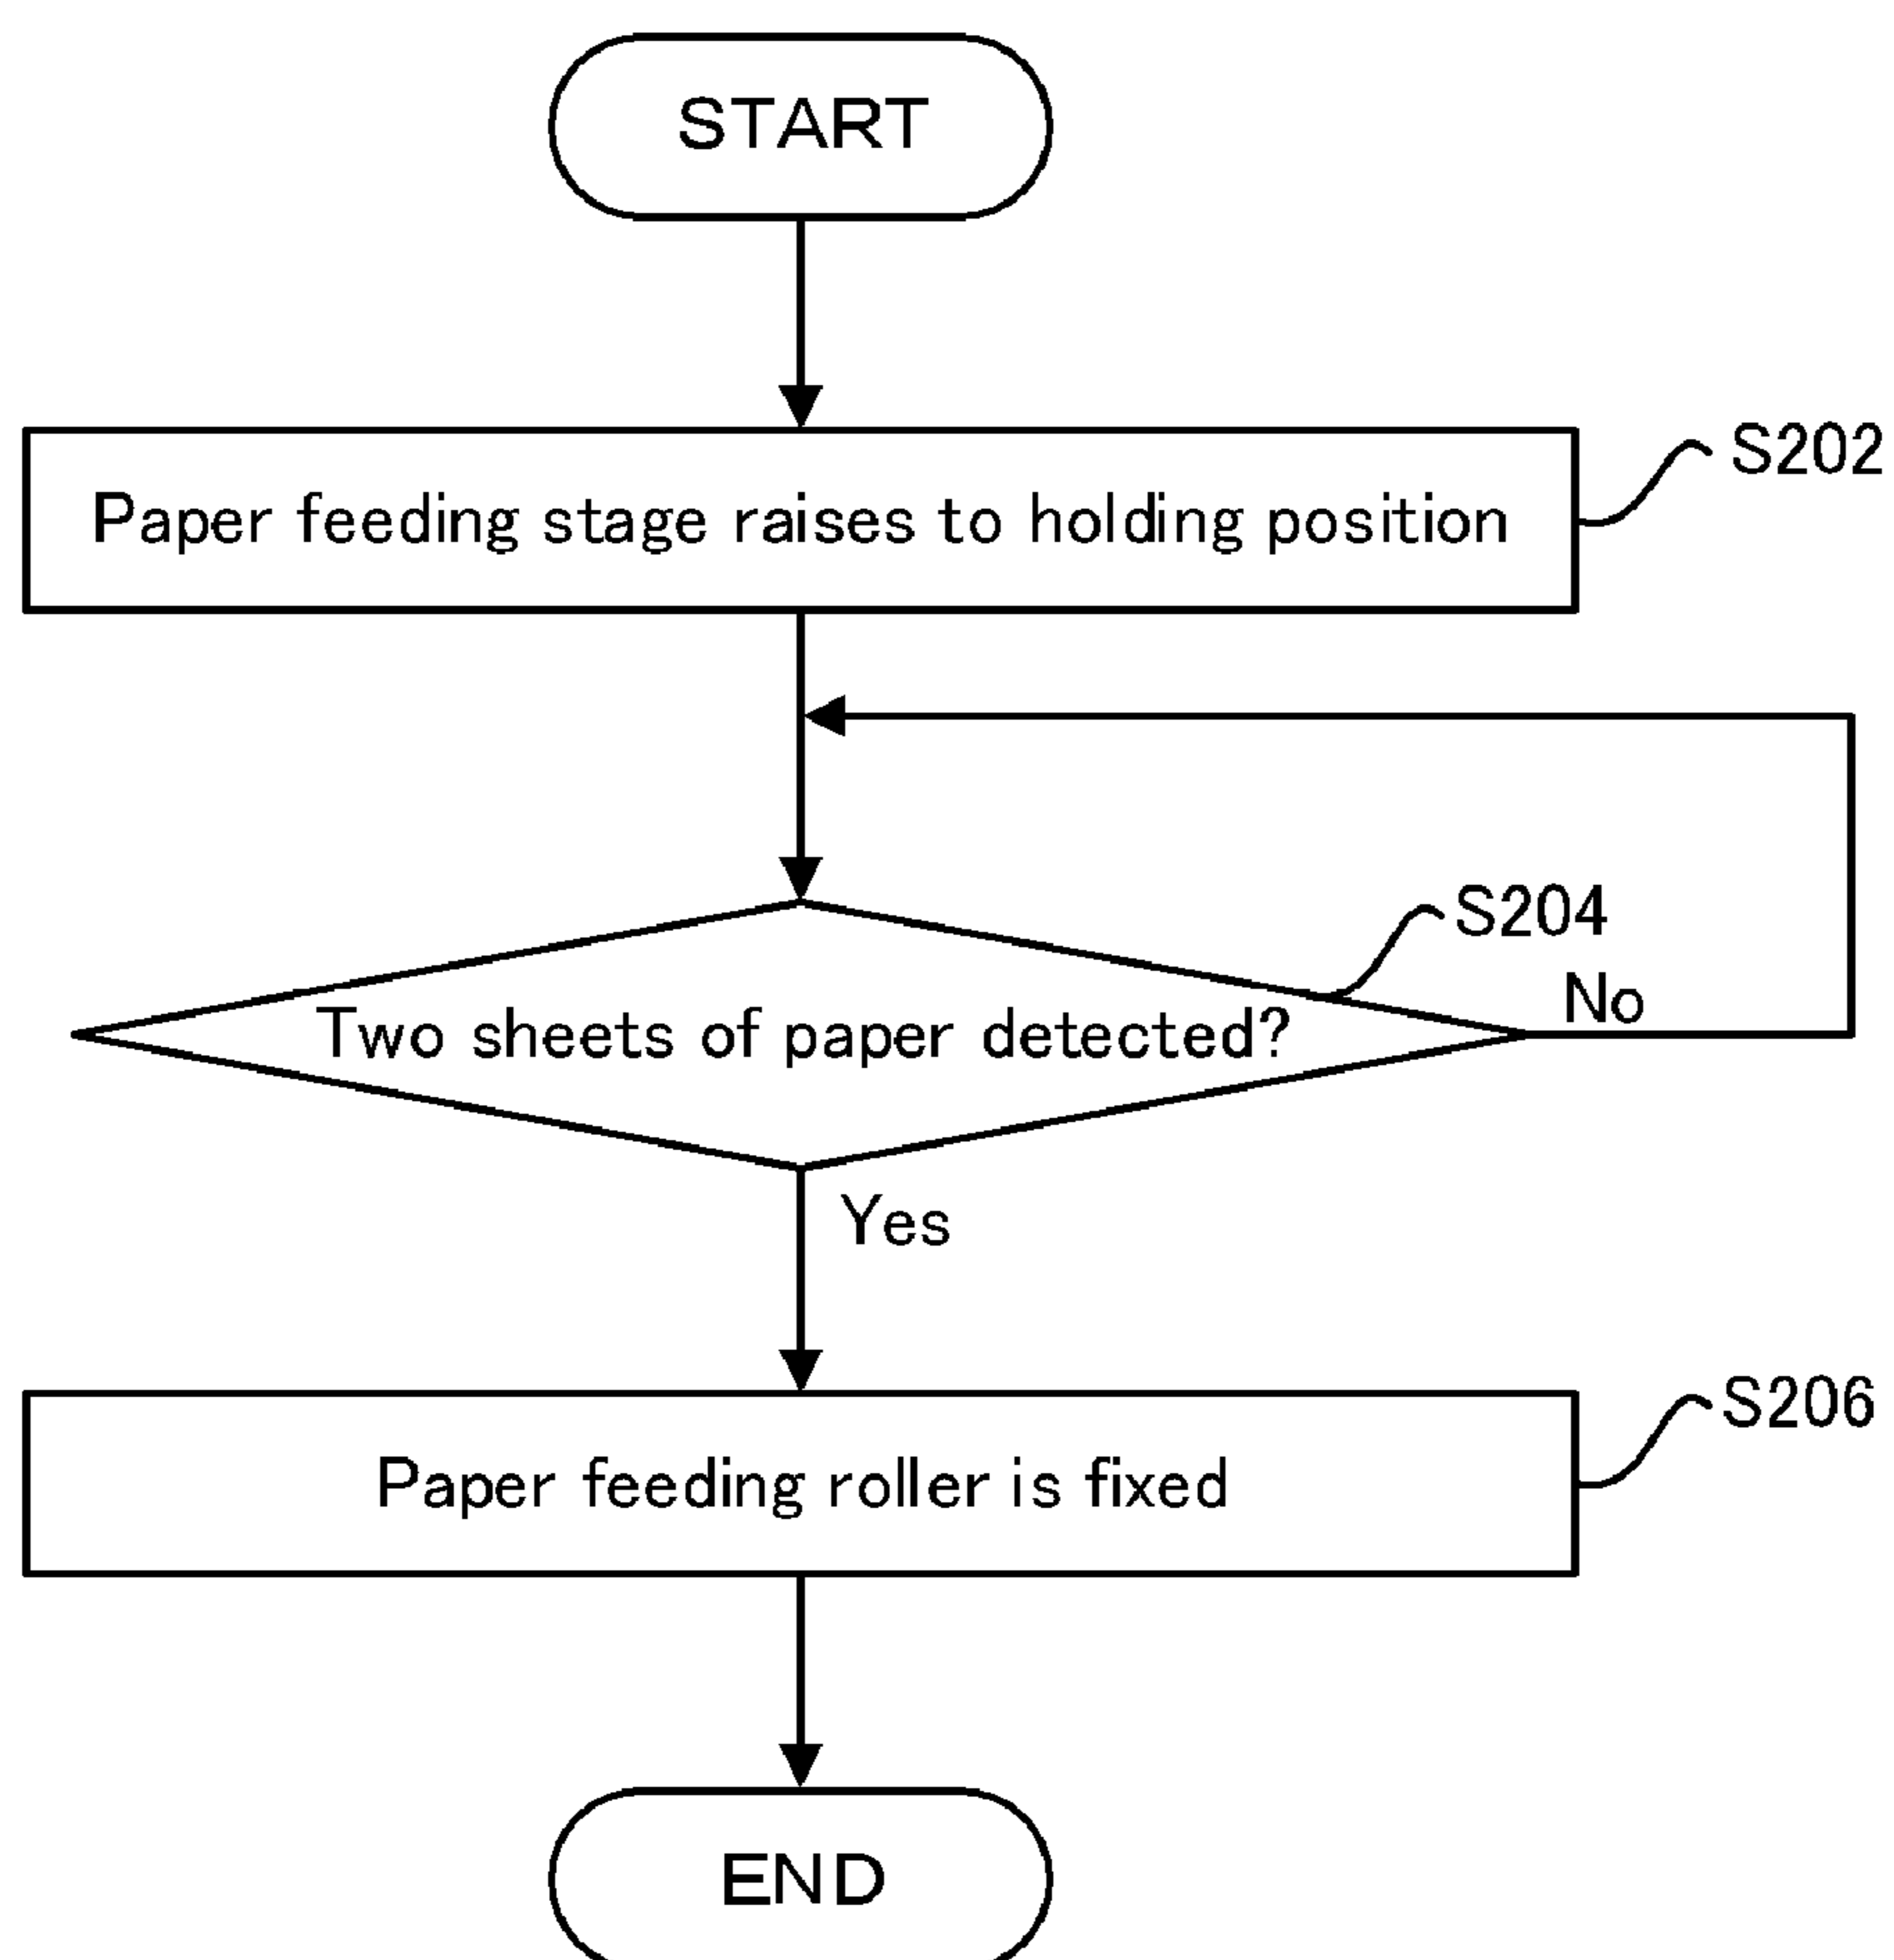 START
S202
Paper feeding stage raises to holding position
S204
No
Two sheets of paper detected?
Yes
S206
Paper feeding roller is fixed
END